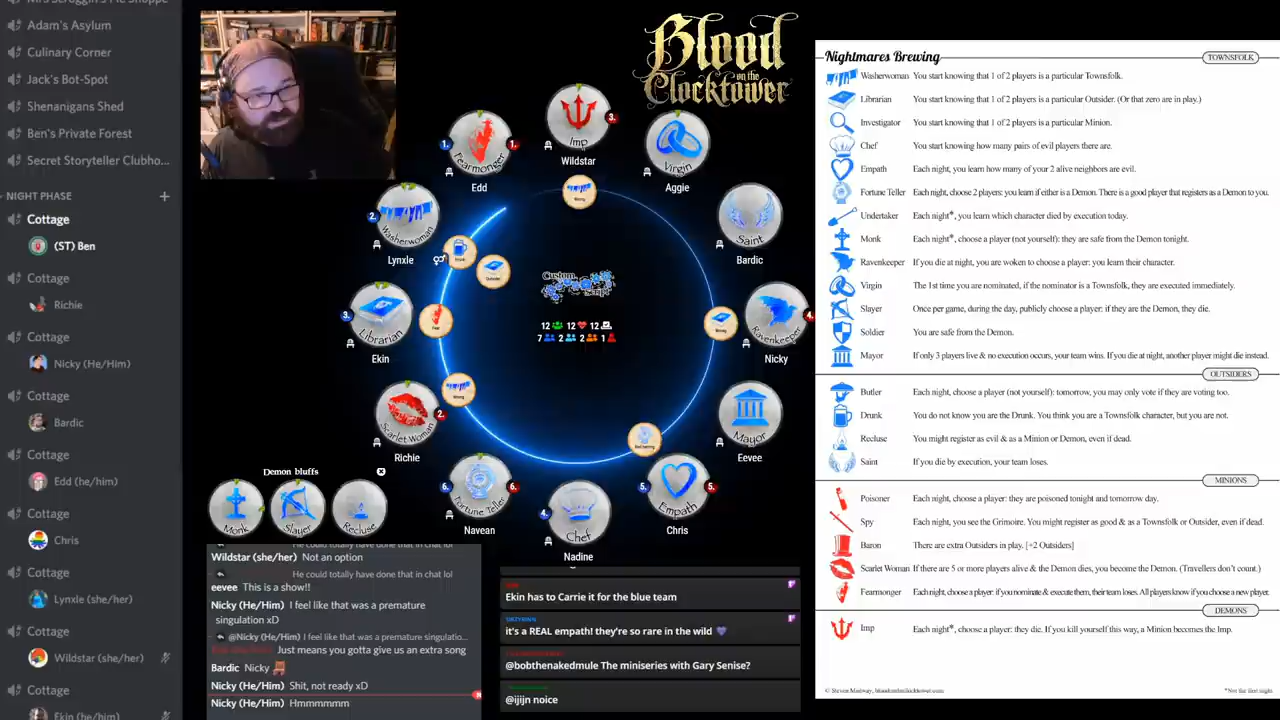 Adam's Asylum
Culinary Corner
Jack's Bot-Spot
Shenanigans Shed
Ben's Private Forest
Secret Storyteller Clubho...
NIGHT PHASE
Cottage
(ST) Ben
Cottage
Richie
Cottage
Nicky (He/Him)
Cottage
Bardic
Cottage
Edd (he/him)
Cottage
Chris
Cottage
Lynxle (she/her)
Cottage
Wildstar (she/her)
Cottage
Ekin (he/him)
Blood
on the
Clocktower
Fearmonger
1.
1.
Edd
Imp
3.
Wildstar
Virgin
Aggie
Washerwoman
2.
Lynxle
Saint
Bardic
Librarian
3.
Ekin
Ravenkeeper
4.
Nicky
Scarlet Woman
2.
Richie
Mayor
Eevee
Fortune Teller
6.
6.
Navean
Chef
4.
Nadine
Empath
5.
5.
Chris
Custom
Script
12 12 12
7 2 2 1
Demon bluffs
Monk
Slayer
Recluse
He could totally have done that in chat lol
Wildstar (she/her) Not an option
He could totally have done that in chat lol
eevee This is a show!!
Nicky (He/Him) I feel like that was a premature
singulation xD
@Nicky (He/Him) I feel like that was a premature singulatio...
Just means you gotta give us an extra song
Bardic Nicky
Nicky (He/Him) Shit, not ready xD
Nicky (He/Him) Hmmmmmm
Ekin has to Carrie it for the blue team
it's a REAL empath! they're so rare in the wild
@bobthenakedmule The miniseries with Gary Senise?
@ijijn noice
Nightmares Brewing
TOWNSFOLK
Washerwoman You start knowing that 1 of 2 players is a particular Townsfolk.
Librarian You start knowing that 1 of 2 players is a particular Outsider. (Or that zero are in play.)
Investigator You start knowing that 1 of 2 players is a particular Minion.
Chef You start knowing how many pairs of evil players there are.
Empath Each night, you learn how many of your 2 alive neighbors are evil.
Fortune Teller Each night, choose 2 players: you learn if either is a Demon. There is a good player that registers as a Demon to you.
Undertaker Each night*, you learn which character died by execution today.
Monk Each night*, choose a player (not yourself): they are safe from the Demon tonight.
Ravenkeeper If you die at night, you are woken to choose a player: you learn their character.
Virgin The 1st time you are nominated, if the nominator is a Townsfolk, they are executed immediately.
Slayer Once per game, during the day, publicly choose a player: if they are the Demon, they die.
Soldier You are safe from the Demon.
Mayor If only 3 players live & no execution occurs, your team wins. If you die at night, another player might die instead.
OUTSIDERS
Butler Each night, choose a player (not yourself): tomorrow, you may only vote if they are voting too.
Drunk You do not know you are the Drunk. You think you are a Townsfolk character, but you are not.
Recluse You might register as evil & as a Minion or Demon, even if dead.
Saint If you die by execution, your team loses.
MINIONS
Poisoner Each night, choose a player: they are poisoned tonight and tomorrow day.
Spy Each night, you see the Grimoire. You might register as good & as a Townsfolk or Outsider, even if dead.
Baron There are extra Outsiders in play. [+2 Outsiders]
Scarlet Woman If there are 5 or more players alive & the Demon dies, you become the Demon. (Travellers don't count.)
Fearmonger Each night, choose a player: if you nominate & execute them, their team loses. All players know if you choose a new player.
DEMONS
Imp Each night*, choose a player: they die. If you kill yourself this way, a Minion becomes the Imp.
*Not the first night